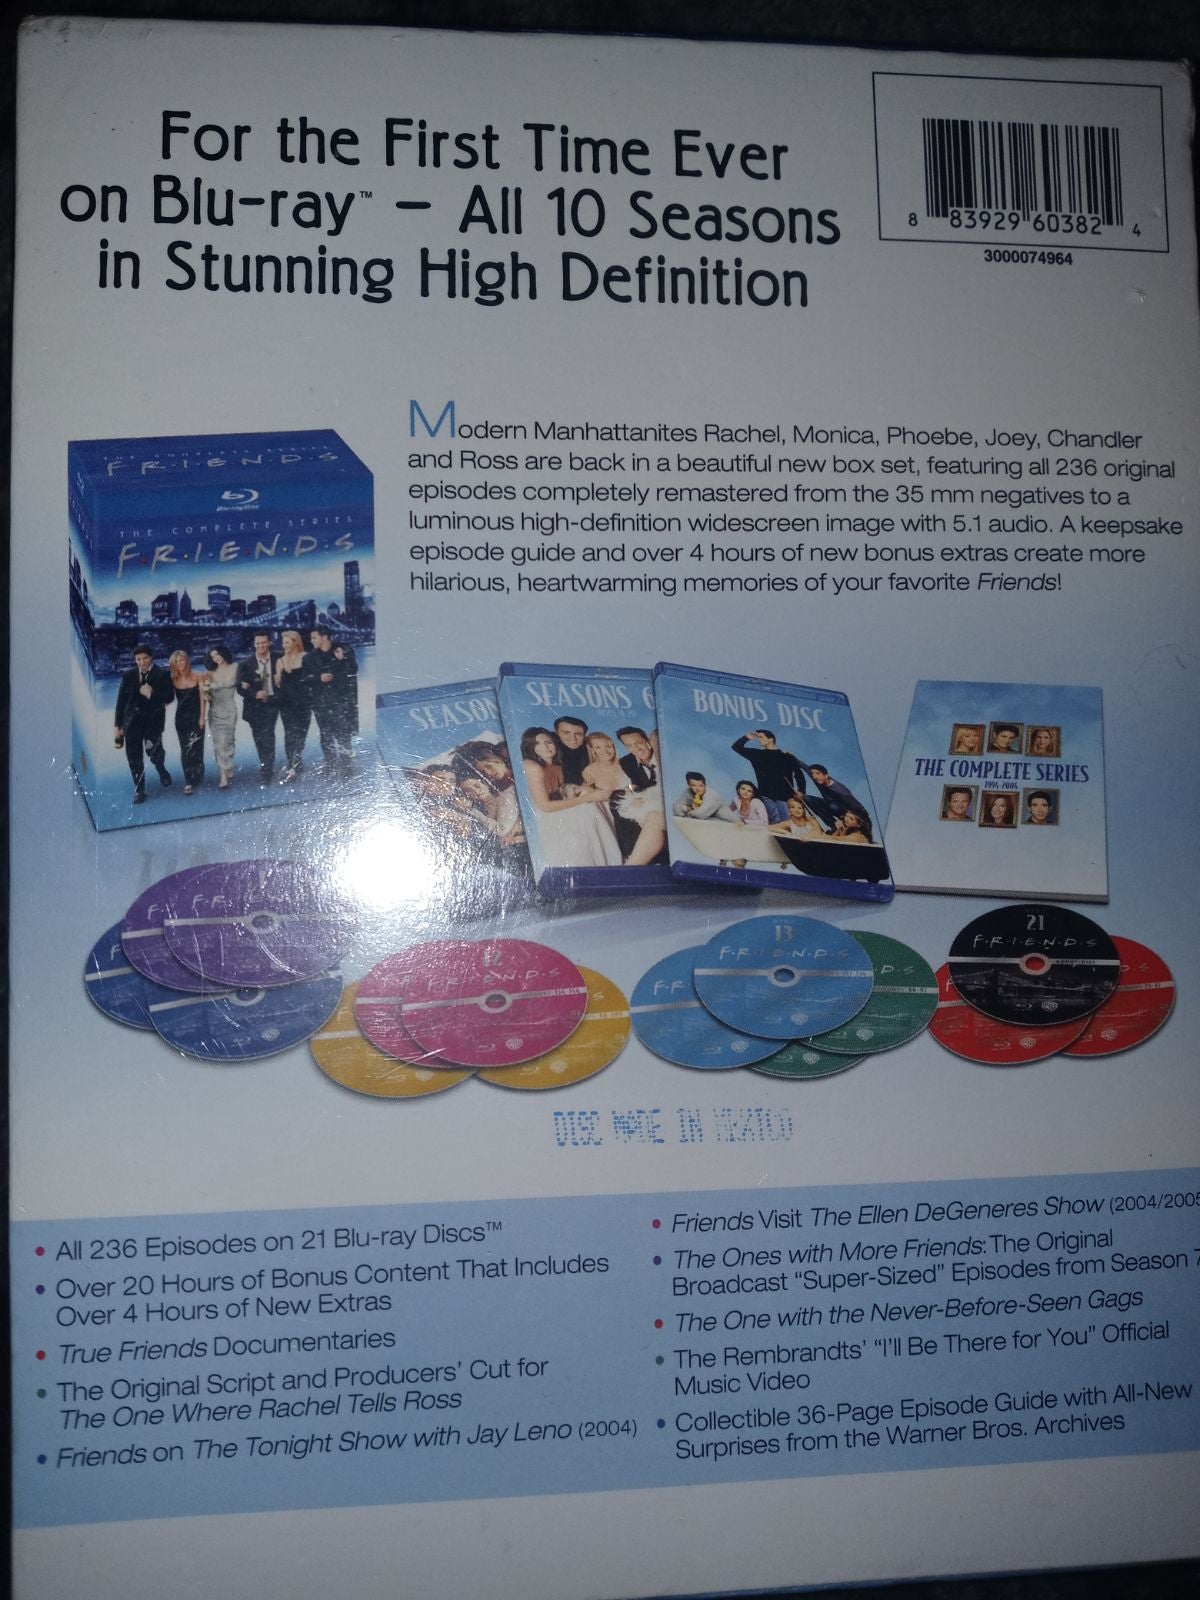 For the First Time Ever
on Blu-ray™ – All 10 Seasons
in Stunning High Definition
8 83929 60382 4
3000074964
Modern Manhattanites Rachel, Monica, Phoebe, Joey, Chandler
and Ross are back in a beautiful new box set, featuring all 236 original
episodes completely remastered from the 35 mm negatives to a
luminous high-definition widescreen image with 5.1 audio. A keepsake
episode guide and over 4 hours of new bonus extras create more
hilarious, heartwarming memories of your favorite Friends!
F·R·I·E·N·D·S
Blu-ray Disc
THE COMPLETE SERIES
F·R·I·E·N·D·S
SEASON
SEASONS 6
BONUS DISC
THE COMPLETE SERIES
1994-2004
12
F·R·I·E·N·D·S
13
F·R·I·E·N·D·S
21
F·R·I·E·N·D·S
DISC MADE IN MEXICO
• All 236 Episodes on 21 Blu-ray Discs™
• Over 20 Hours of Bonus Content That Includes
Over 4 Hours of New Extras
• True Friends Documentaries
• The Original Script and Producers' Cut for
The One Where Rachel Tells Ross
• Friends on The Tonight Show with Jay Leno (2004)
• Friends Visit The Ellen DeGeneres Show (2004/2005
• The Ones with More Friends: The Original
Broadcast "Super-Sized" Episodes from Season 7
• The One with the Never-Before-Seen Gags
• The Rembrandts' "I'll Be There for You" Official
Music Video
• Collectible 36-Page Episode Guide with All-New
Surprises from the Warner Bros. Archives